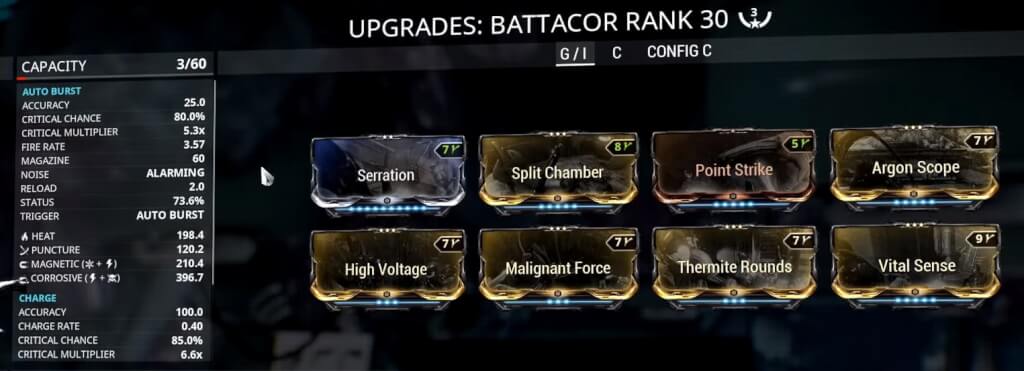 UPGRADES: BATTACOR RANK 30 3
G / I C CONFIG C
CAPACITY 3/60
AUTO BURST
ACCURACY 25.0
CRITICAL CHANCE 80.0%
CRITICAL MULTIPLIER 5.3x
FIRE RATE 3.57
MAGAZINE 60
NOISE ALARMING
RELOAD 2.0
STATUS 73.6%
TRIGGER AUTO BURST
HEAT 198.4
PUNCTURE 120.2
MAGNETIC ( + ) 210.4
CORROSIVE ( + ) 396.7
CHARGE
ACCURACY 100.0
CHARGE RATE 0.40
CRITICAL CHANCE 85.0%
CRITICAL MULTIPLIER 6.6x
7 8 5 7
Serration Split Chamber Point Strike Argon Scope
7 7 7 9
High Voltage Malignant Force Thermite Rounds Vital Sense